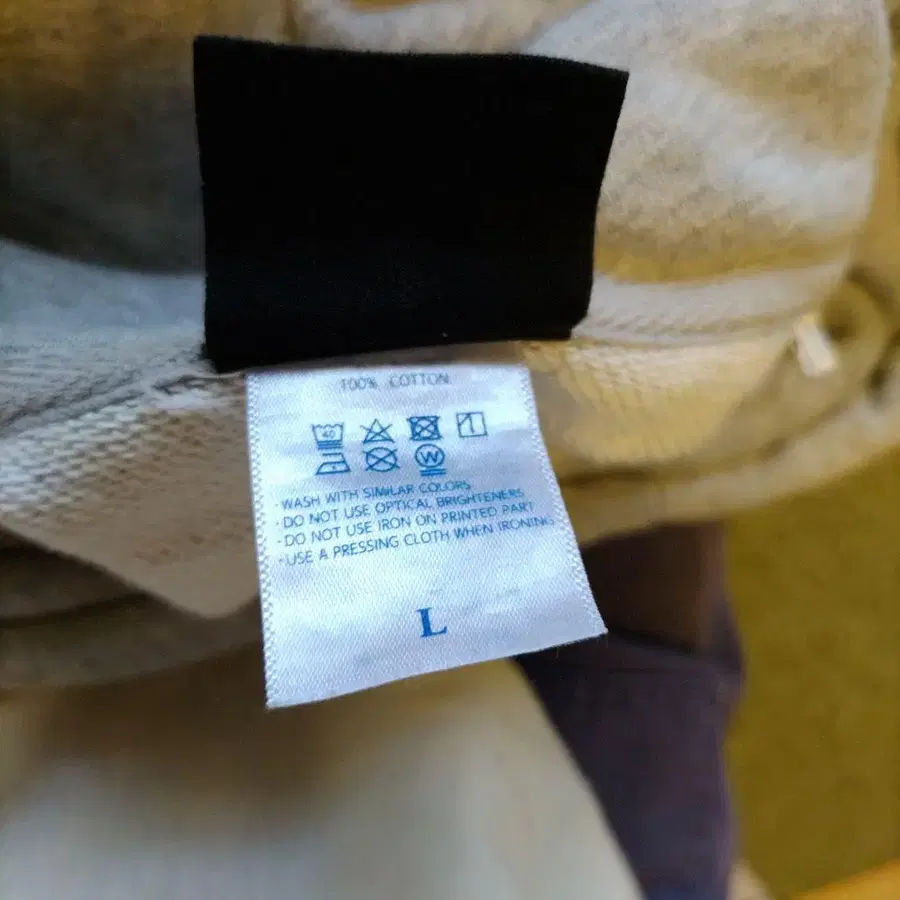 100% COTTON
40
W
· WASH WITH SIMILAR COLORS
· DO NOT USE OPTICAL BRIGHTENERS
· DO NOT USE IRON ON PRINTED PART
· USE A PRESSING CLOTH WHEN IRONING
L